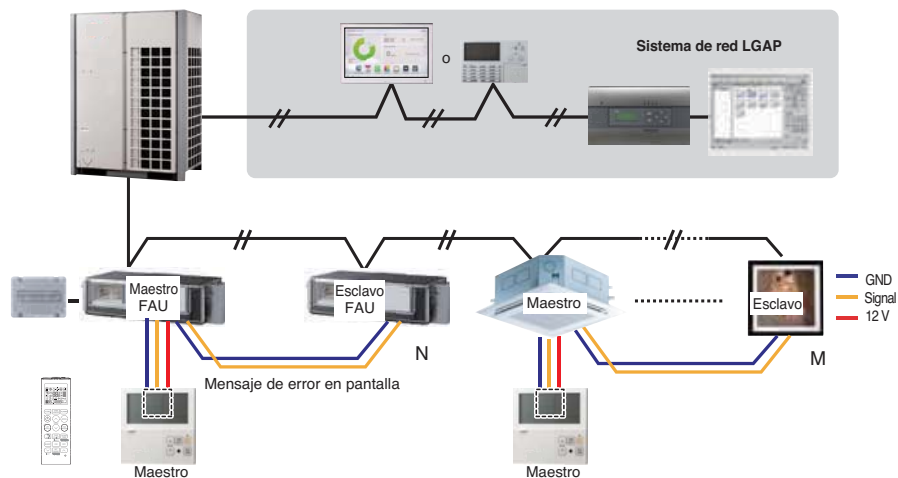 Sistema de red LGAP
o
Maestro
FAU
Esclavo
FAU
Maestro
Esclavo
GND
Signal
12 V
N
M
Mensaje de error en pantalla
Maestro
Maestro